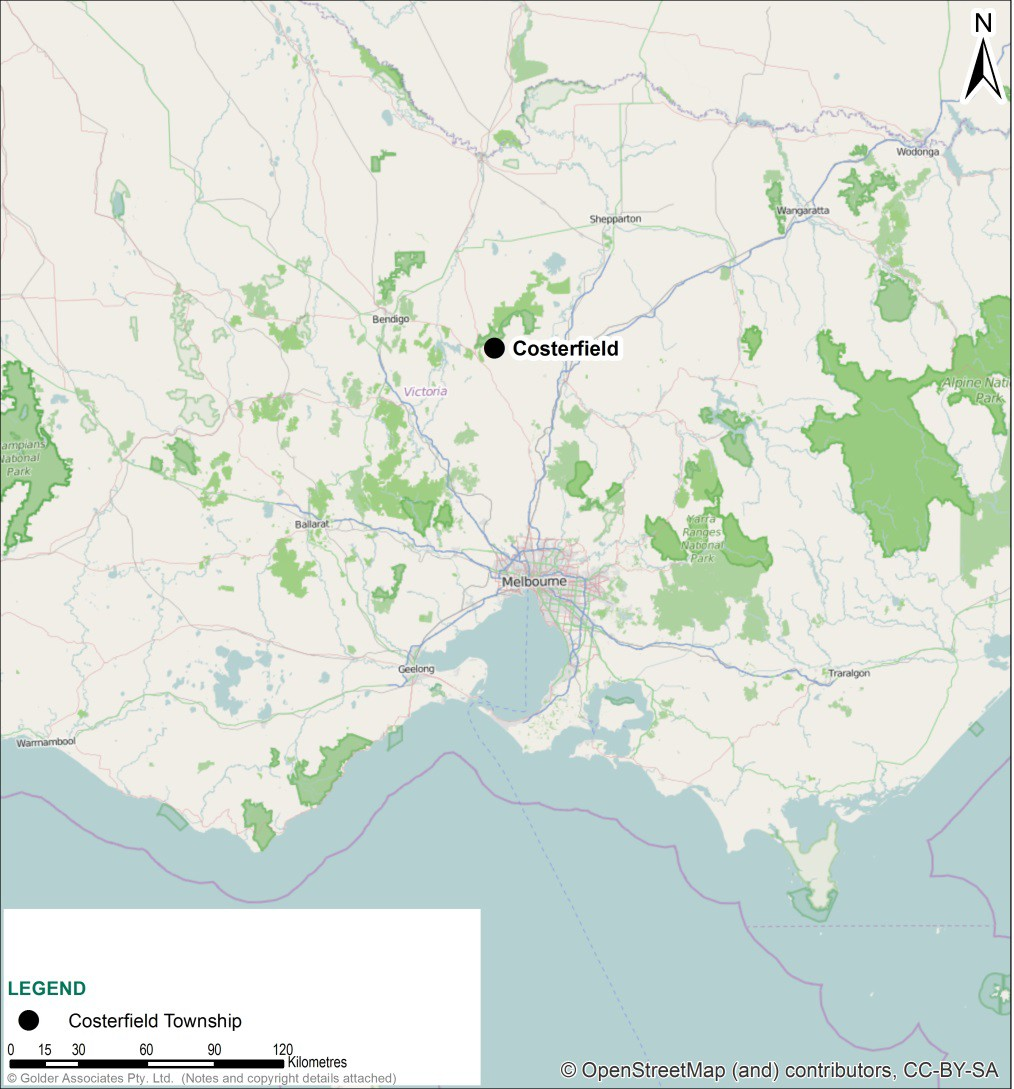 N
Wodonga
Wangaratta
Shepparton
Bendigo
Costerfield
Victoria
Alpine Nati
Park
ampians
National
Park
Ballarat
Yarra
Ranges
National
Park
Melbourne
Geelong
Traralgon
Warrnambool
LEGEND
Costerfield Township
0 15 30 60 90 120
Kilometres
© Golder Associates Pty. Ltd. (Notes and copyright details attached)
© OpenStreetMap (and) contributors, CC-BY-SA